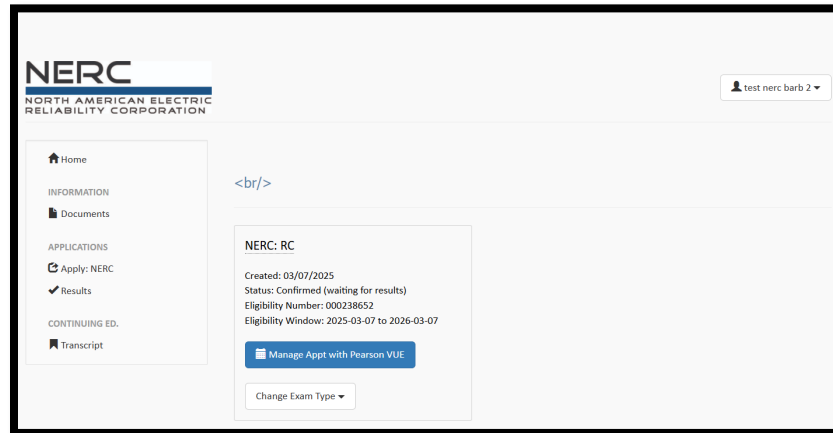 NERC
NORTH AMERICAN ELECTRIC
RELIABILITY CORPORATION
test nerc barb 2
Home
INFORMATION
Documents
APPLICATIONS
Apply: NERC
Results
CONTINUING ED.
Transcript
<br/>
NERC: RC
Created: 03/07/2025
Status: Confirmed (waiting for results)
Eligibility Number: 000238652
Eligibility Window: 2025-03-07 to 2026-03-07
Manage Appt with Pearson VUE
Change Exam Type